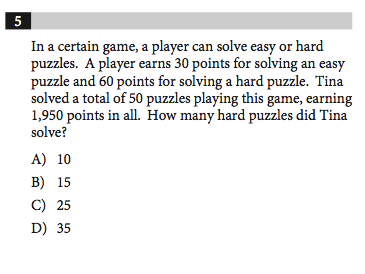 5
In a certain game, a player can solve easy or hard
puzzles. A player earns 30 points for solving an easy
puzzle and 60 points for solving a hard puzzle. Tina
solved a total of 50 puzzles playing this game, earning
1,950 points in all. How many hard puzzles did Tina
solve?
A) 10
B) 15
C) 25
D) 35